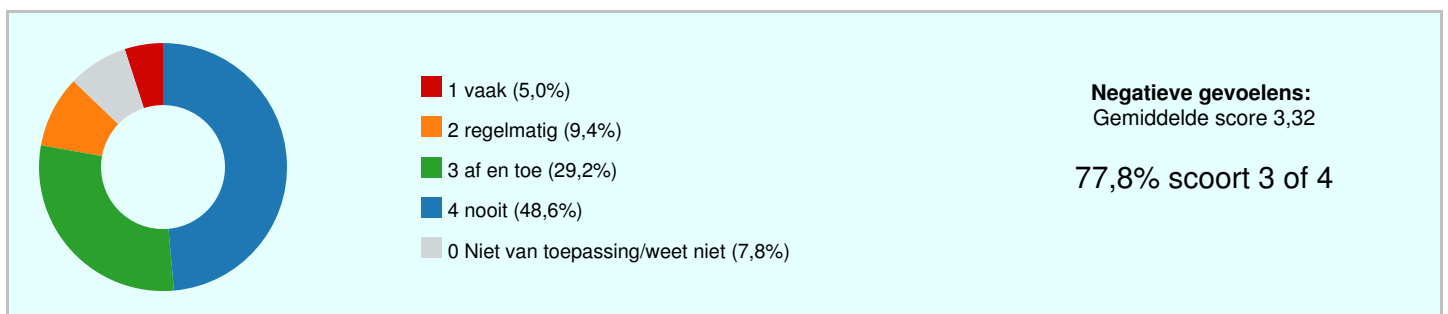 1 vaak (5,0%)
2 regelmatig (9,4%)
3 af en toe (29,2%)
4 nooit (48,6%)
0 Niet van toepassing/weet niet (7,8%)
Negatieve gevoelens:
Gemiddelde score 3,32
77,8% scoort 3 of 4